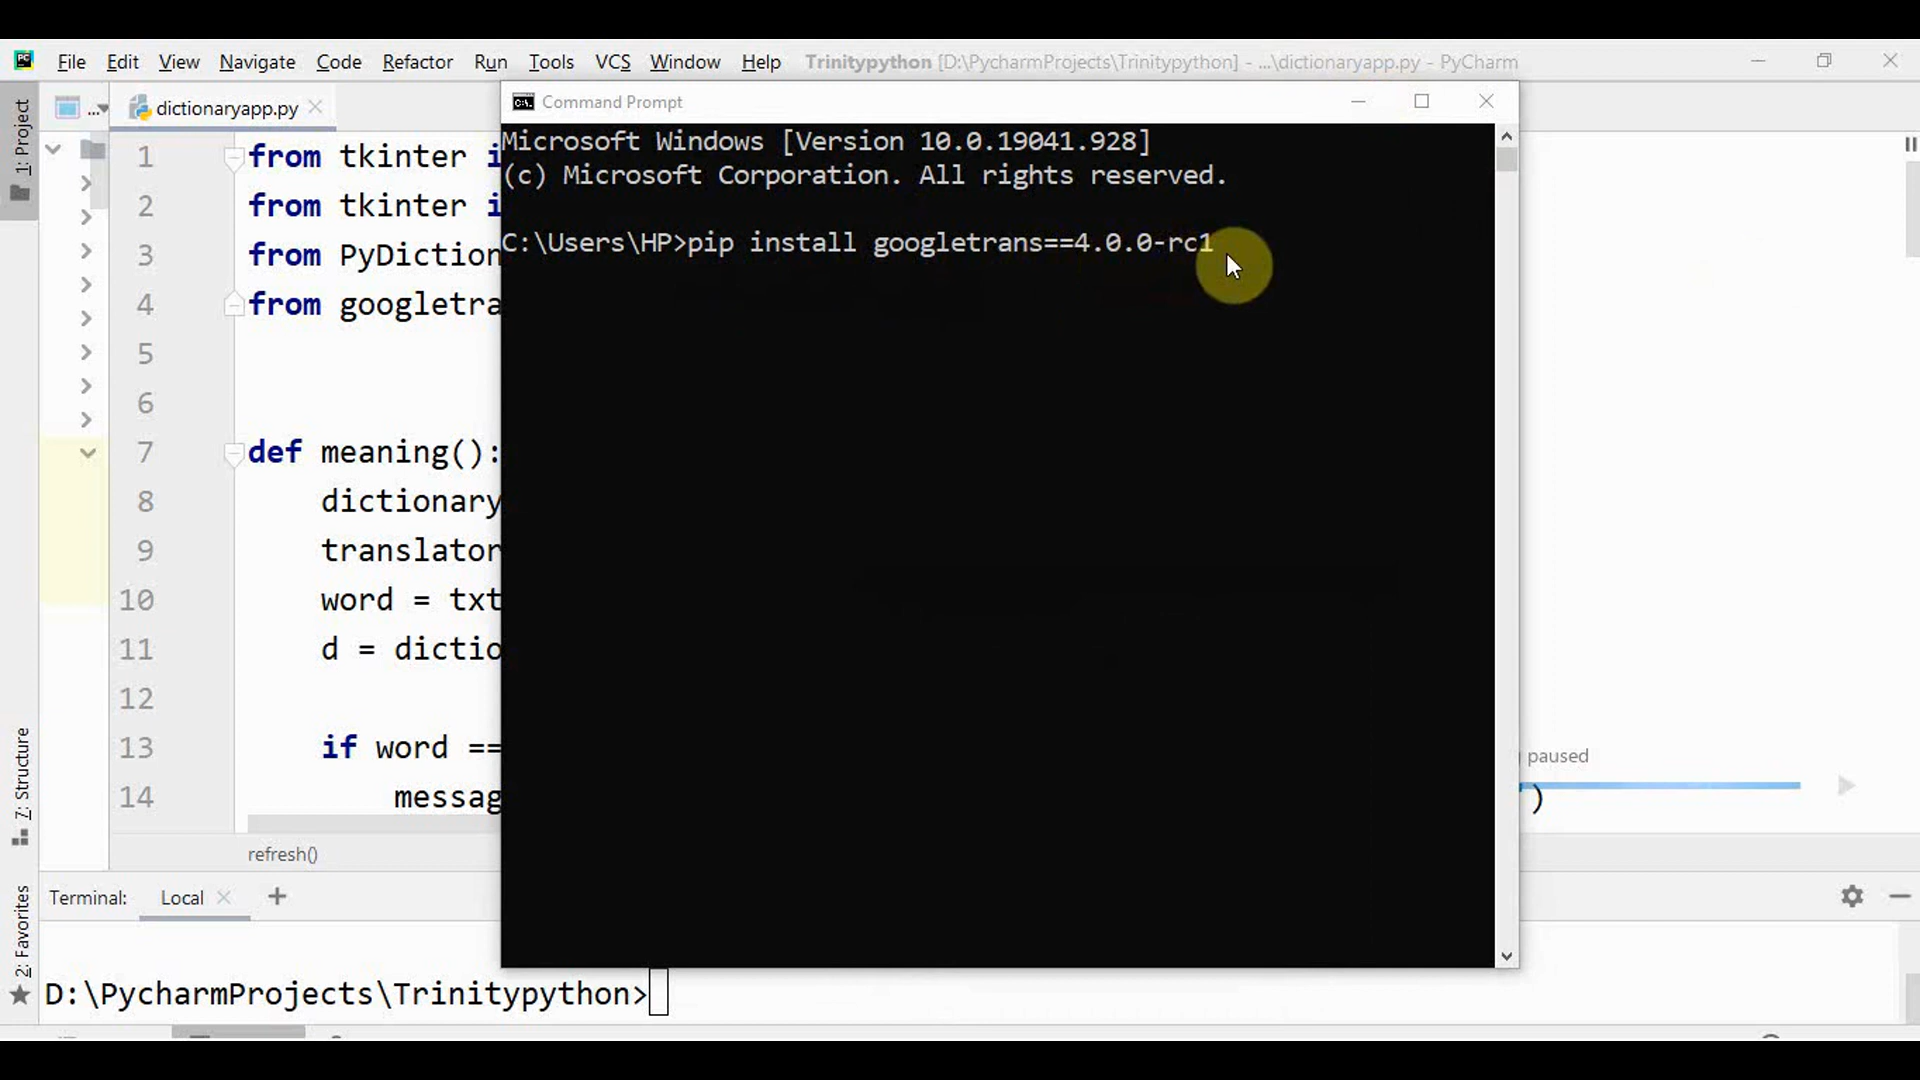 File Edit View Navigate Code Refactor Run Tools VCS Window Help Trinitypython [D:\PycharmProjects\Trinitypython] - ...\dictionaryapp.py - PyCharm
1: Project
... dictionaryapp.py
Command Prompt
Microsoft Windows [Version 10.0.19041.928]
(c) Microsoft Corporation. All rights reserved.
C:\Users\HP>pip install googletrans==4.0.0-rc1
1 from tkinter i
2 from tkinter i
3 from PyDiction
4 from googletra
5
6
7 def meaning():
8 dictionary
9 translator
10 word = txt
11 d = dictio
12
13 if word ==
14 messag
paused
)
refresh()
7: Structure
2: Favorites
Terminal: Local +
D:\PycharmProjects\Trinitypython>